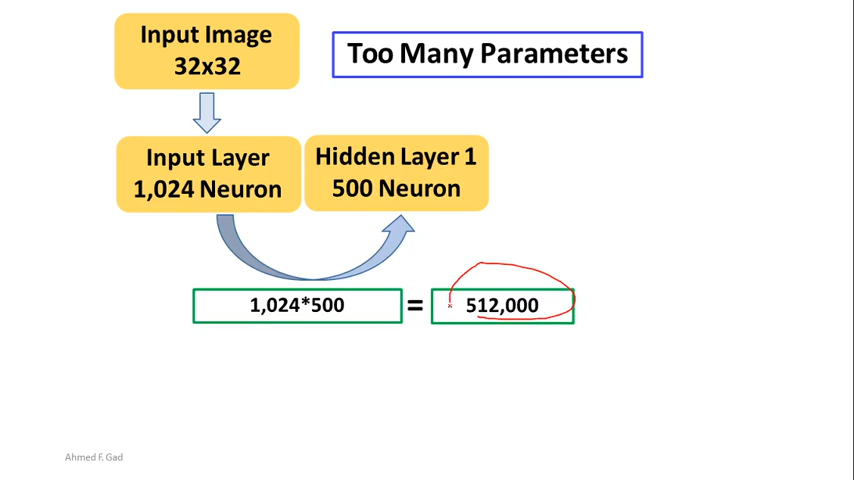 Input Image
32x32
Too Many Parameters
Input Layer
1,024 Neuron
Hidden Layer 1
500 Neuron
1,024*500
=
512,000
Ahmed F. Gad